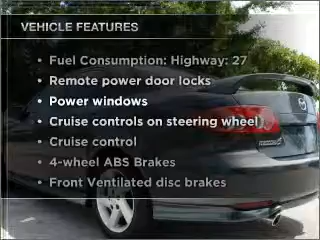 VEHICLE FEATURES
• Fuel Consumption: Highway: 27
• Remote power door locks
• Power windows
• Cruise controls on steering wheel
• Cruise control
• 4-wheel ABS Brakes
• Front Ventilated disc brakes